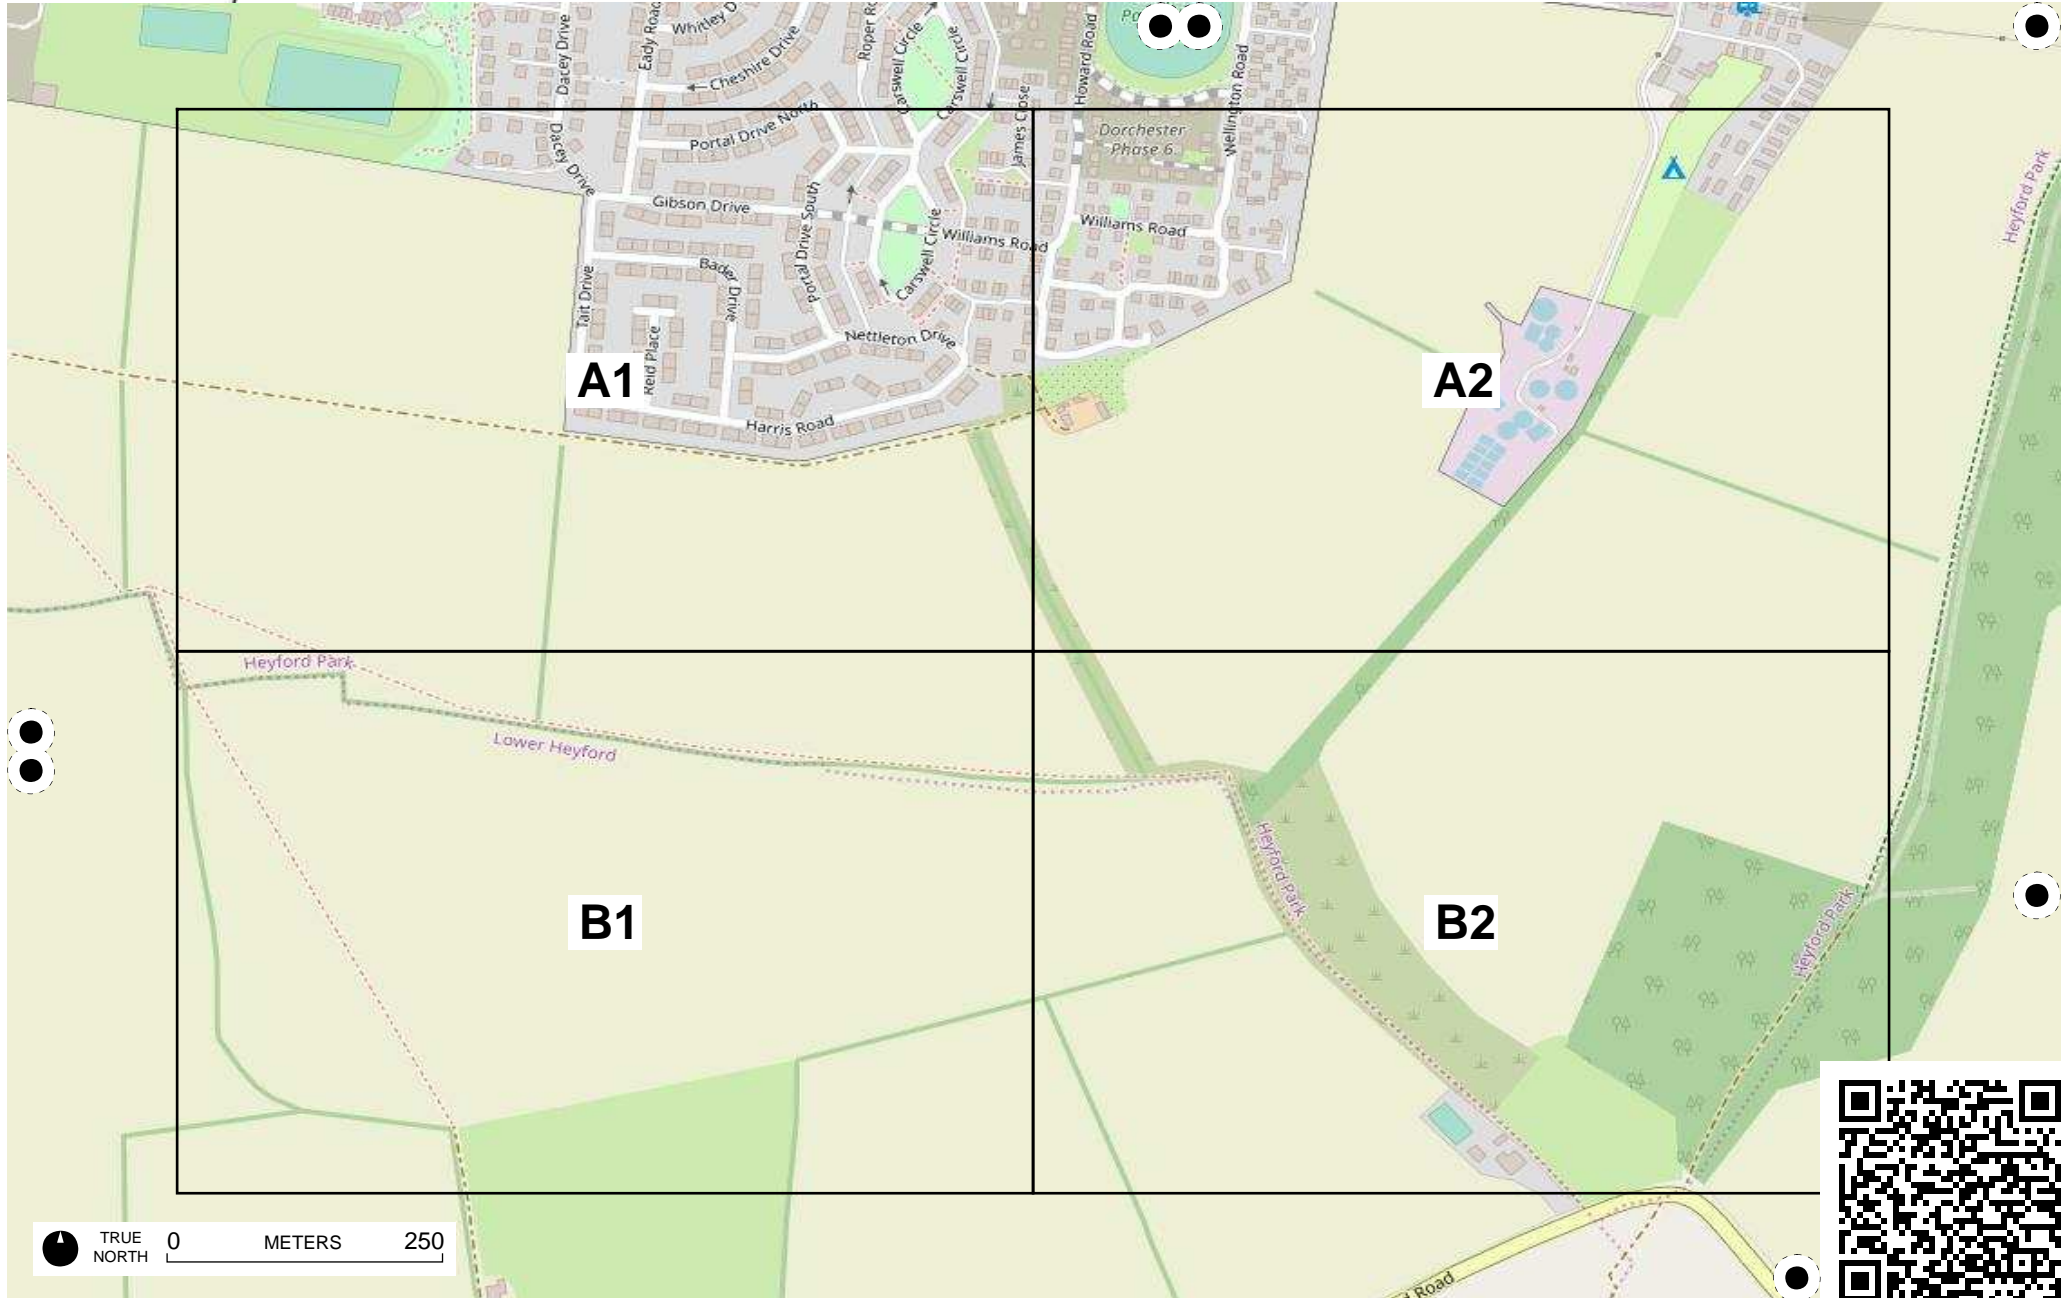 Dacey Drive
Eady Road
Whitley D
Cheshire Drive
Roper Ro
Carswell Circle
Carswell Circle
James Close
Howard Road
Pa
Wellington Road
Dorchester
Phase 6
Portal Drive North
Dacey Drive
Gibson Drive
Portal Drive South
Carswell Circle
Williams Road
Williams Road
Heyford Park
Bader Drive
Tait Drive
Reid Place
Nettleton Drive
A1
A2
Harris Road
Heyford Park
Lower Heyford
Heyford Park
B1
B2
Heyford Park
TRUE
NORTH
0 METERS 250
d Road